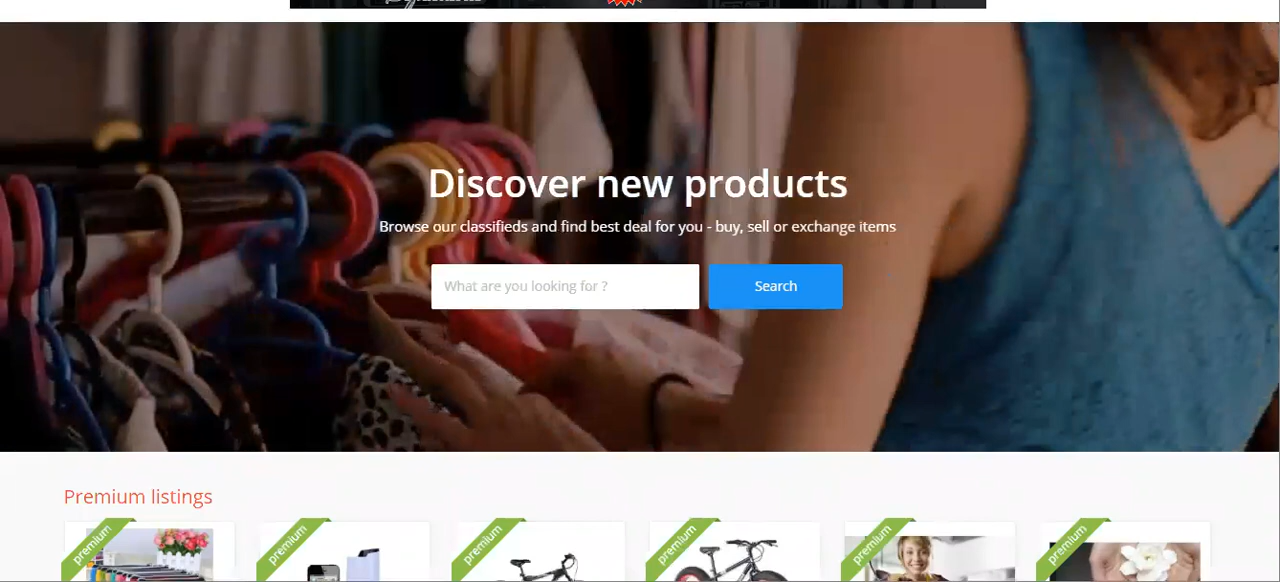 Discover new products
Browse our classifieds and find best deal for you - buy, sell or exchange items
What are you looking for ?
Search
Premium listings
premium
premium
premium
premium
premium
premium